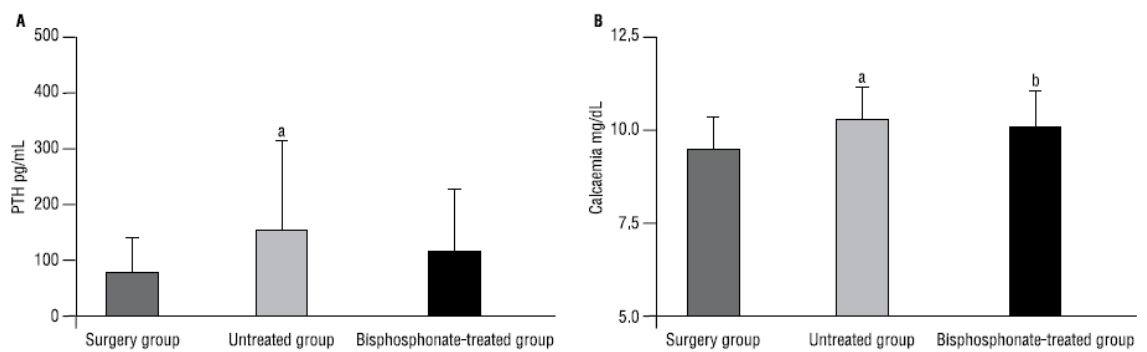 A
500
400
300
200
100
0
PTH pg/mL
a
Surgery group
Untreated group
Bisphosphonate-treated group
B
12,5
10.0
7.5
5.0
Calcaemia mg/dL
a
b
Surgery group
Untreated group
Bisphosphonate-treated group